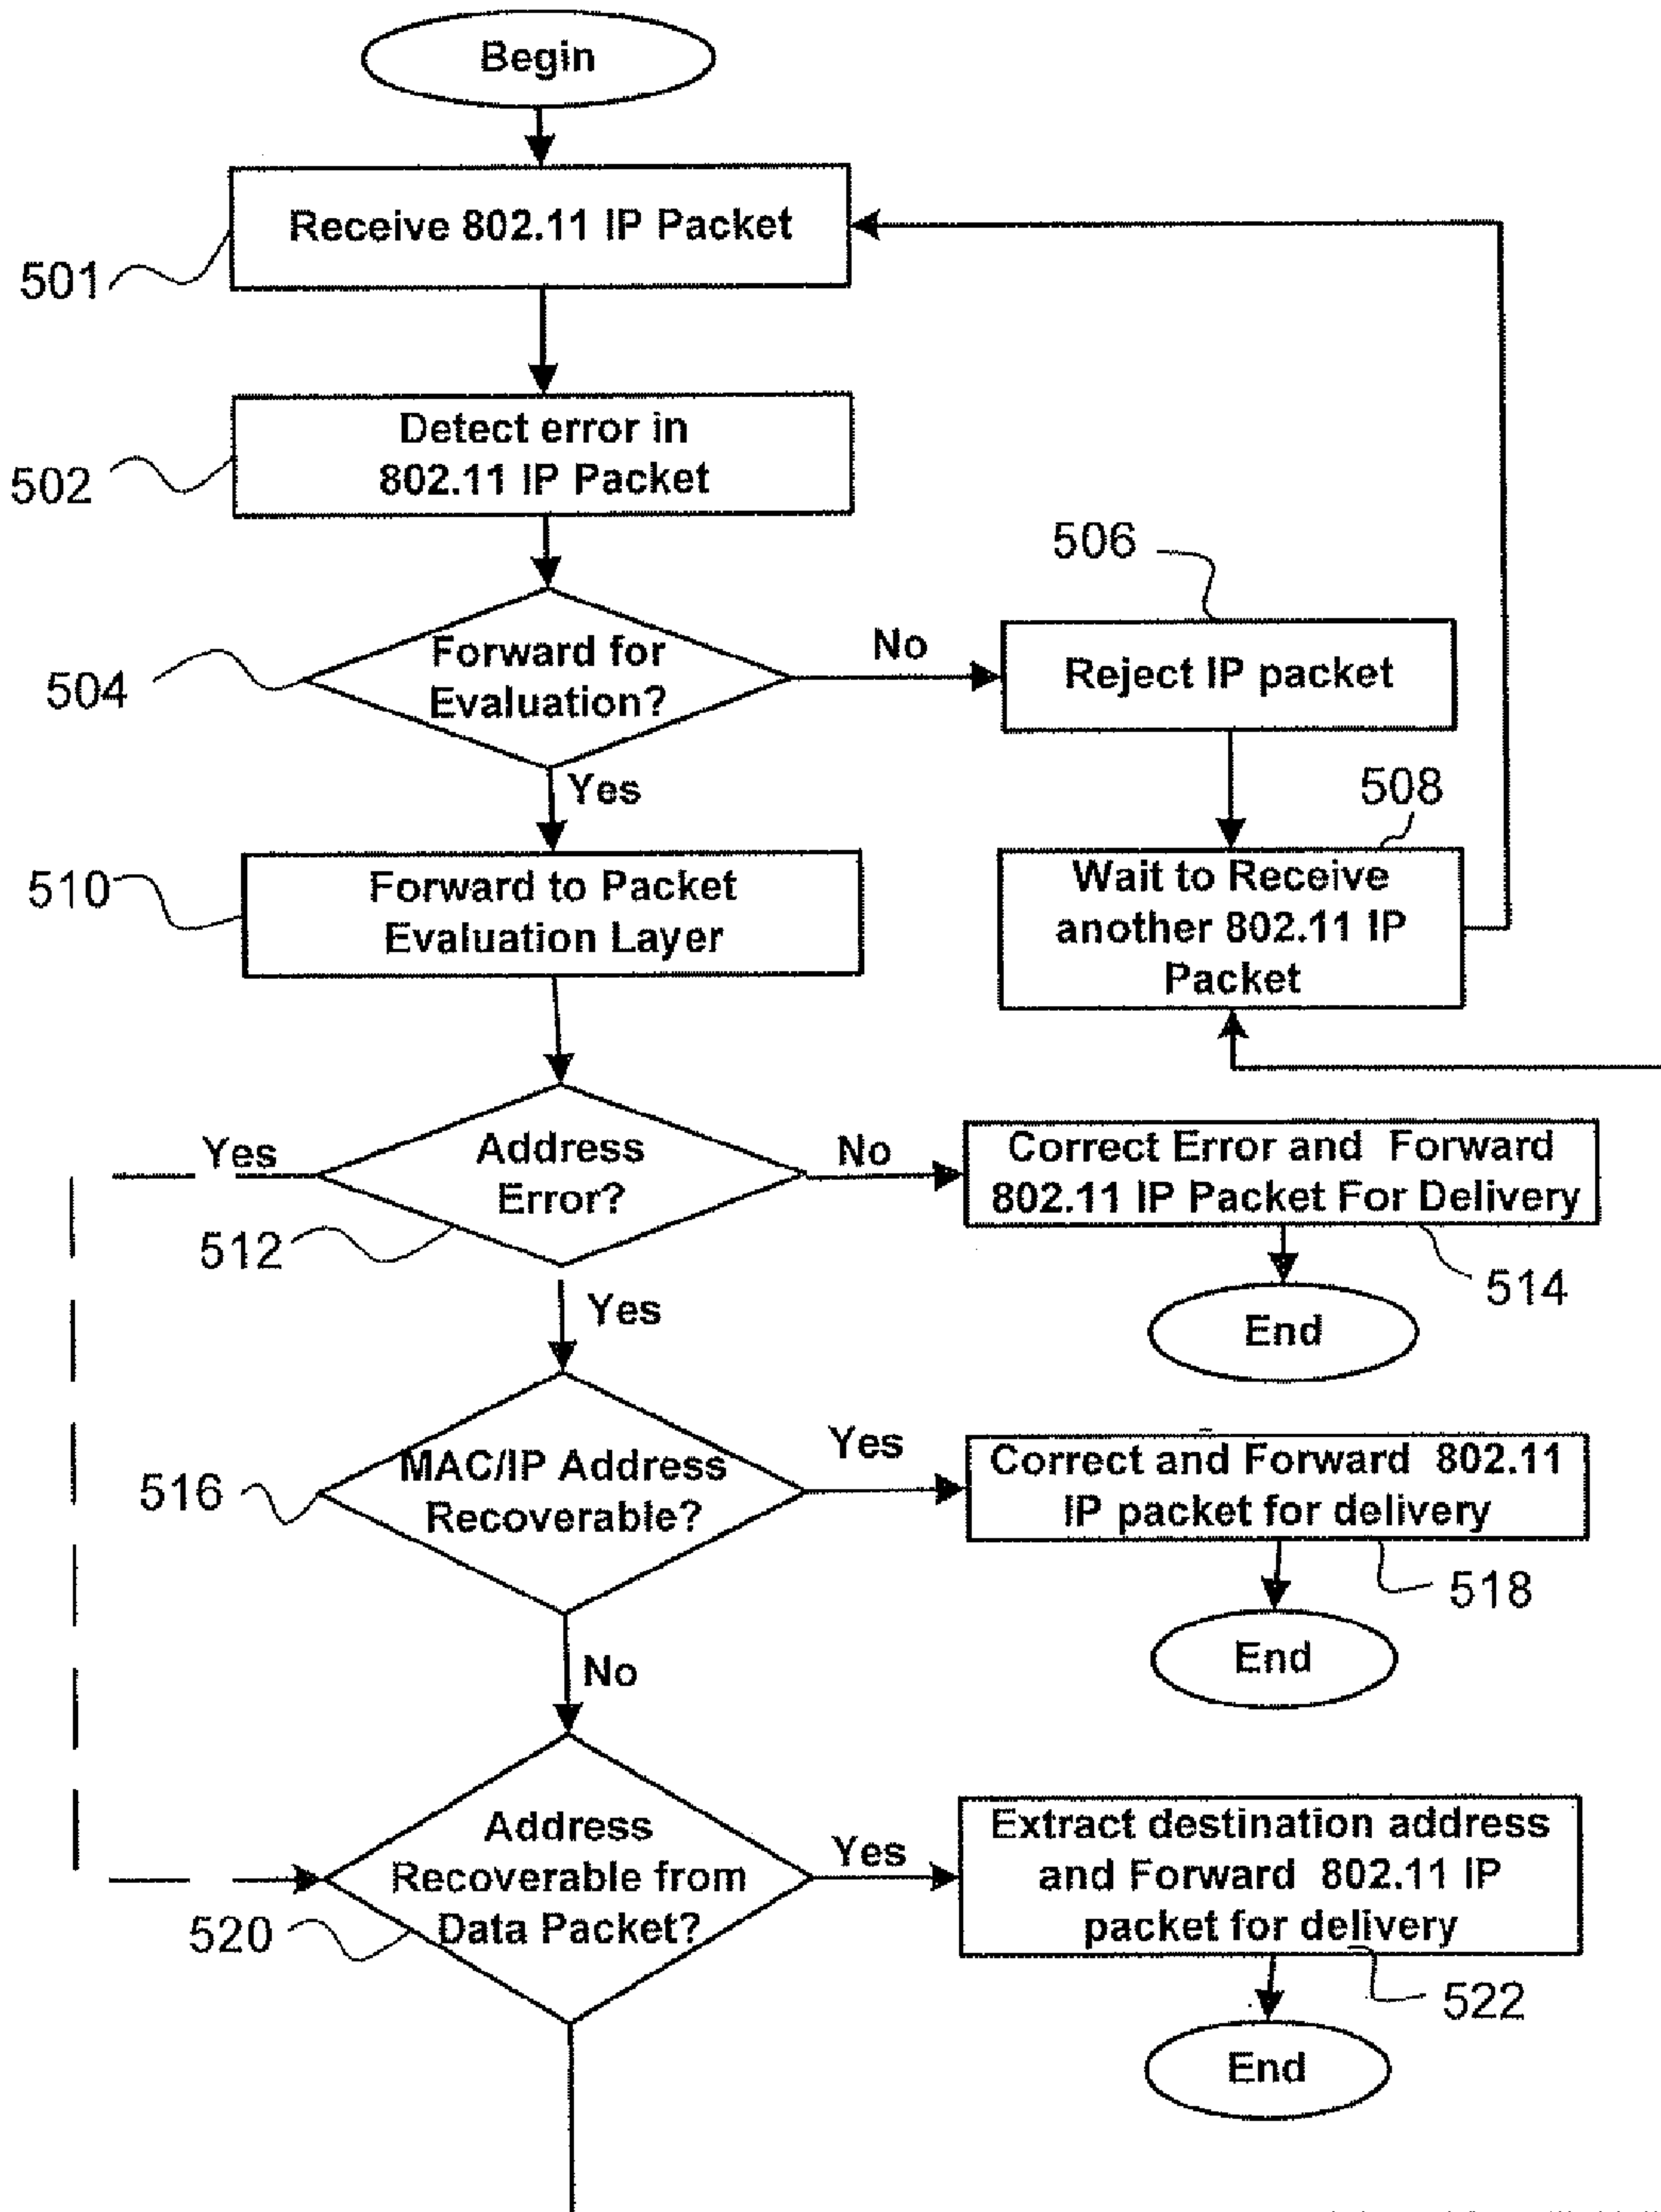 Begin
Receive 802.11 IP Packet
501
Detect error in
802.11 IP Packet
502
506
Forward for
Evaluation?
No
Reject IP packet
504
Yes
508
Forward to Packet
Evaluation Layer
510
Wait to Receive
another 802.11 IP
Packet
Yes
Address
Error?
No
Correct Error and Forward
802.11 IP Packet For Delivery
512
514
End
Yes
MAC/IP Address
Recoverable?
Yes
Correct and Forward 802.11
IP packet for delivery
516
518
End
No
Address
Recoverable from
Data Packet?
Yes
Extract destination address
and Forward 802.11 IP
packet for delivery
520
522
End